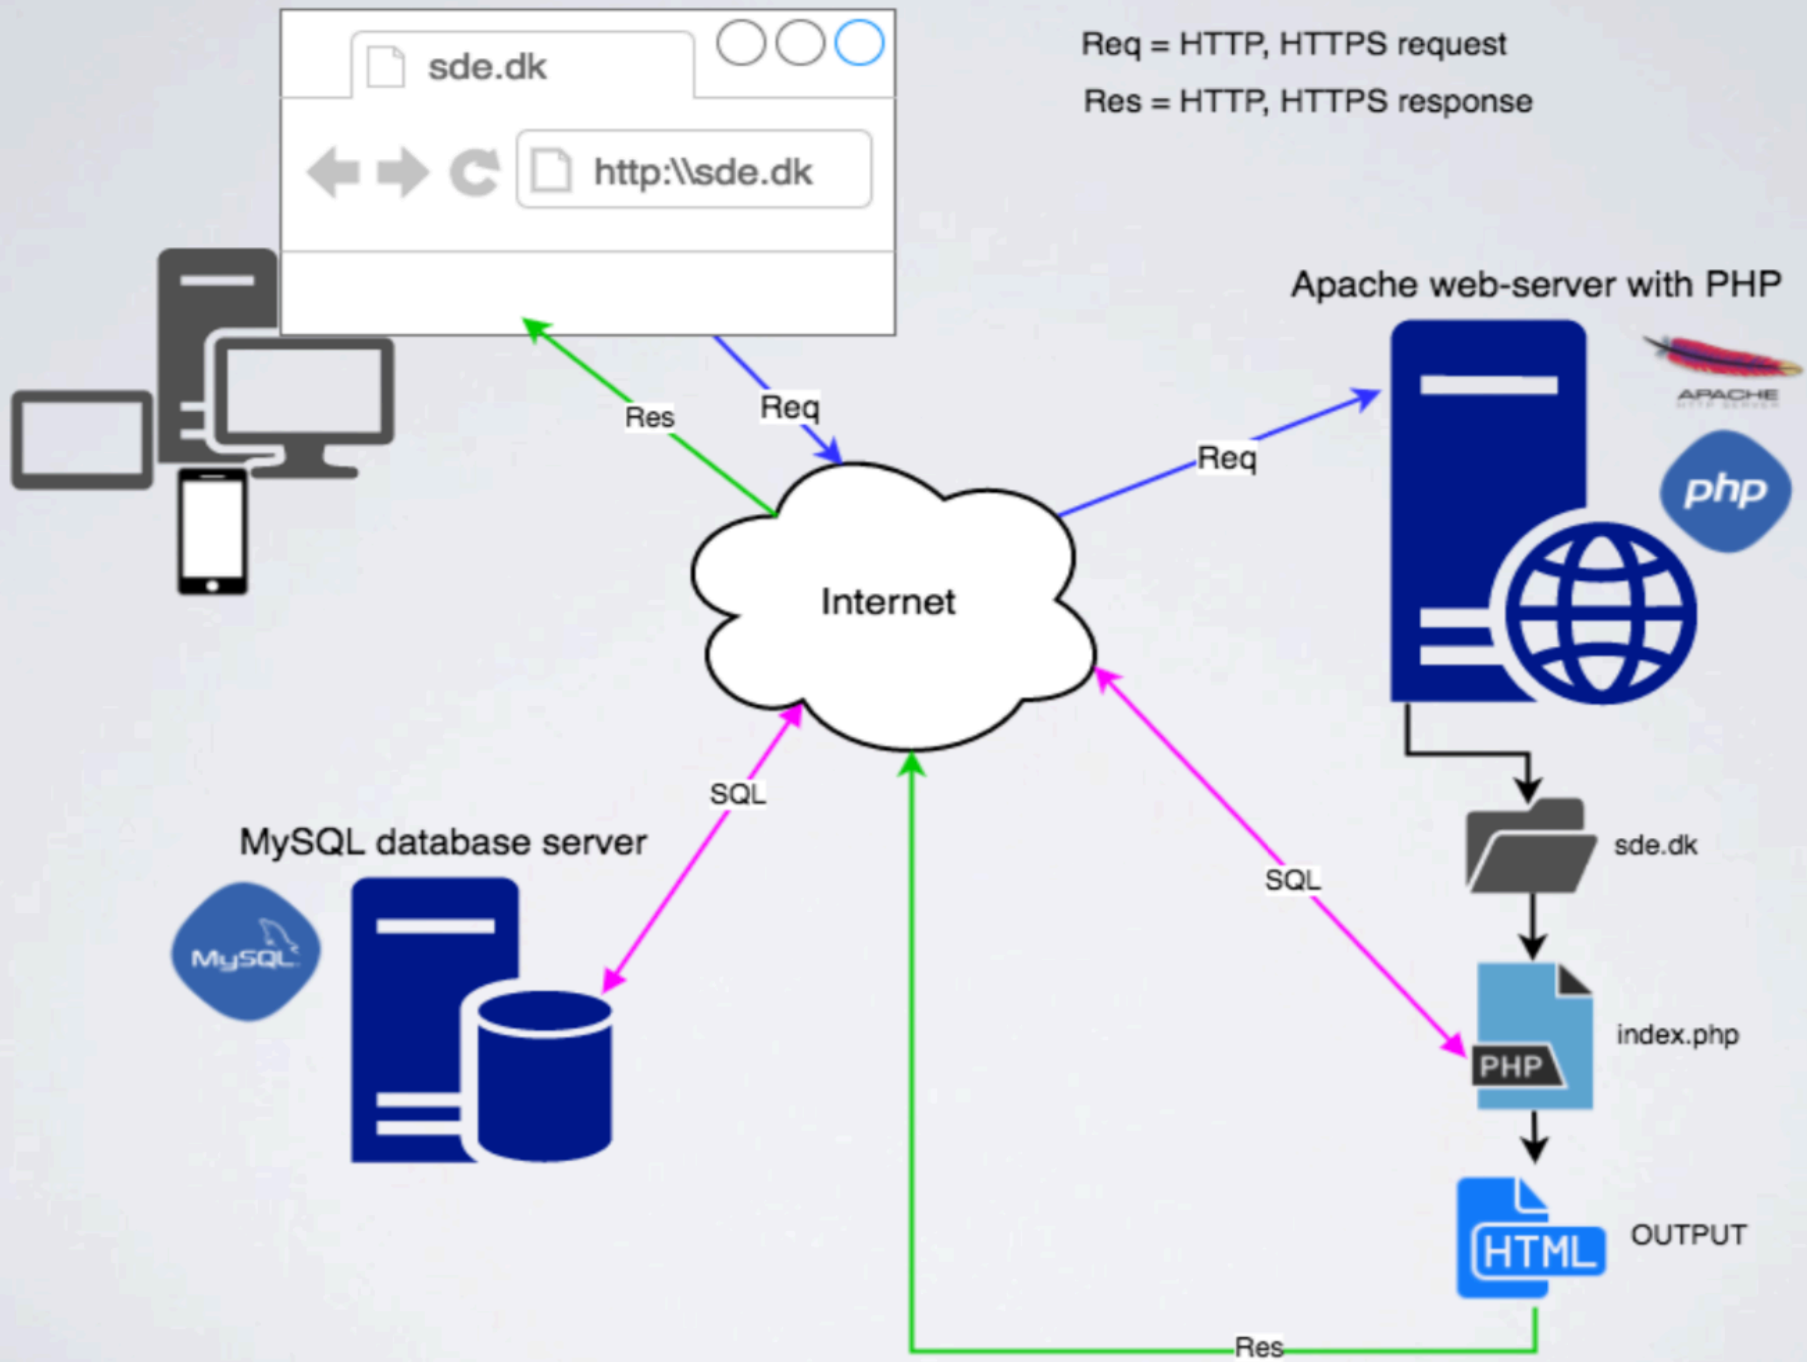 sde.dk
http:\\sde.dk
Req = HTTP, HTTPS request
Res = HTTP, HTTPS response
Apache web-server with PHP
APACHE
HTTP SERVER
php
Res
Req
Req
Internet
SQL
SQL
MySQL database server
MySQL
sde.dk
index.php
PHP
HTML
OUTPUT
Res